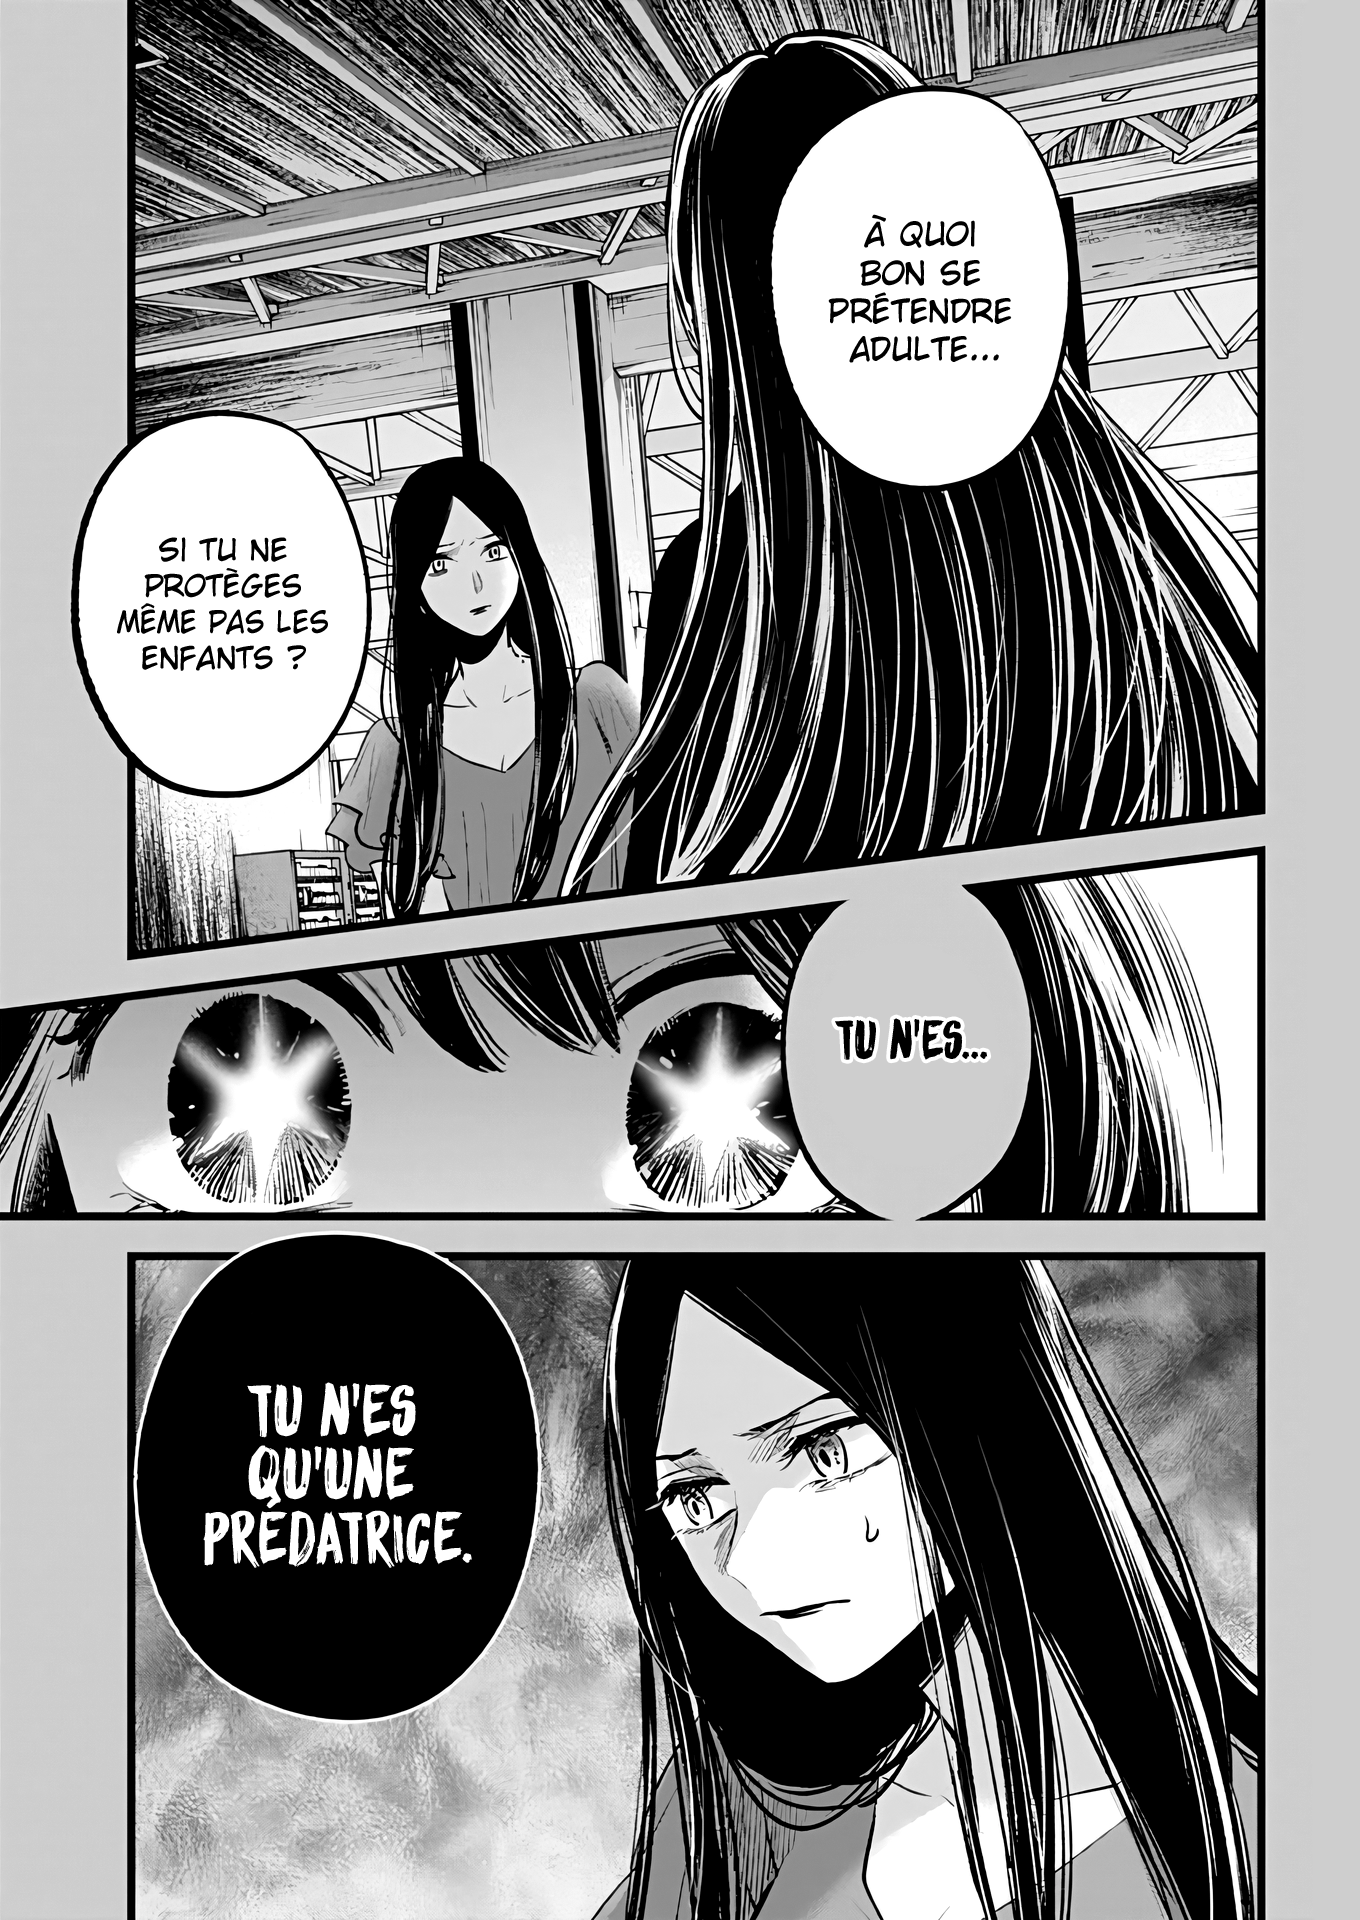 À QUOI
BON SE
PRÉTENDRE
ADULTE...
SI TU NE
PROTÈGES
MÊME PAS LES
ENFANTS ?
TU N'ES...
TU N'ES
QU'UNE
PRÉDATRICE.